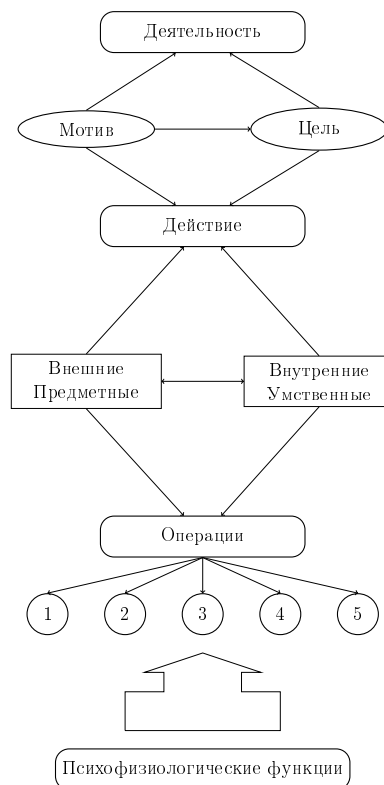 Деятельность
Мотив
Цель
Действие
Внешние
Предметные
Внутренние
Умственные
Операции
1
2
3
4
5
Психофизиологические функции